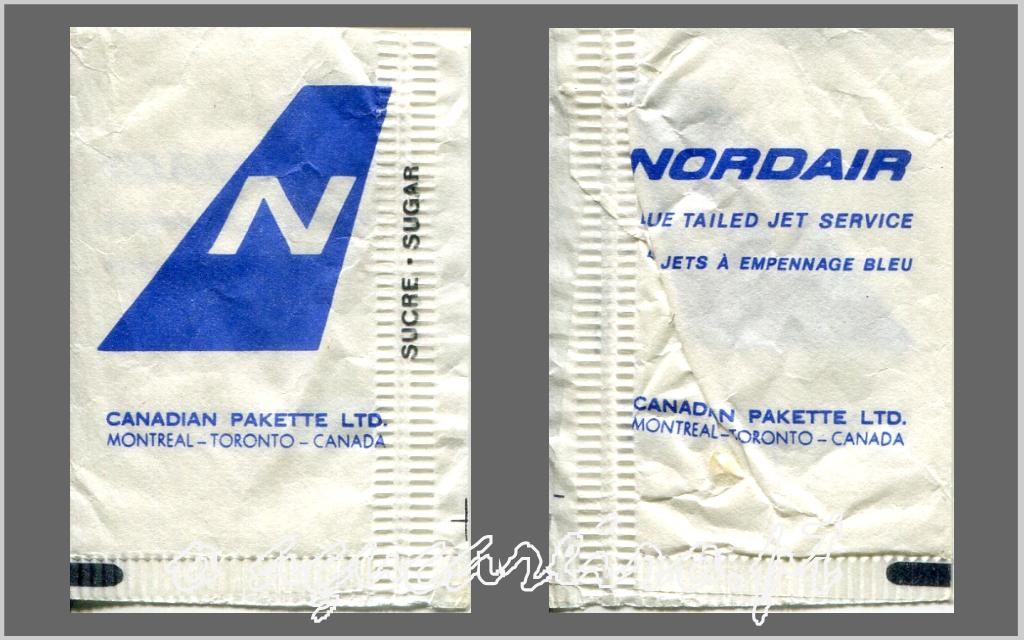 N
SUCRE · SUGAR
CANADIAN PAKETTE LTD.
MONTREAL – TORONTO – CANADA
NORDAIR
TAILED JET SERVICE
JETS À EMPENNAGE BLEU
CANADIAN PAKETTE LTD.
MONTREAL – TORONTO – CANADA